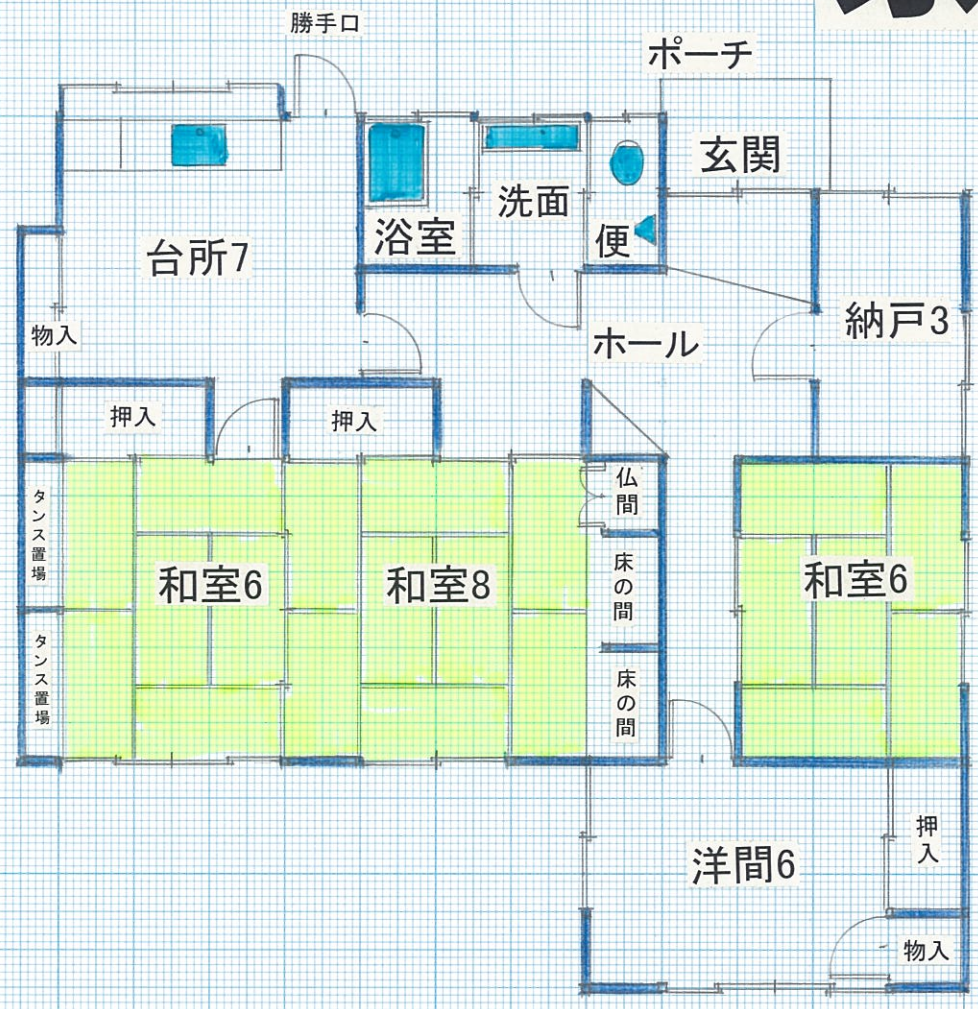 勝手口
ポーチ
玄関
洗面
浴室
便
台所7
納戸3
物入
ホール
押入
押入
仏間
タンス置場
床の間
和室6
和室8
和室6
タンス置場
床の間
押入
洋間6
物入